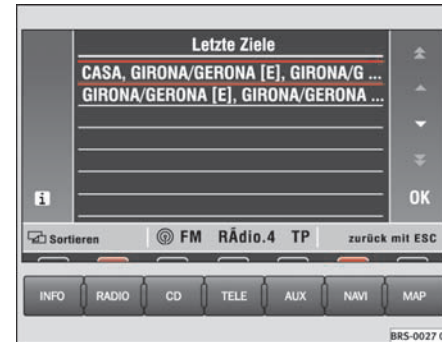 Letzte Ziele
CASA, GIRONA/GERONA [E], GIRONA/G ...
GIRONA/GERONA [E], GIRONA/GERONA ...
i
OK
Sortieren
FM RÃdio.4 TP
zurück mit ESC
INFO RADIO CD TELE AUX NAVI MAP
BRS-0027